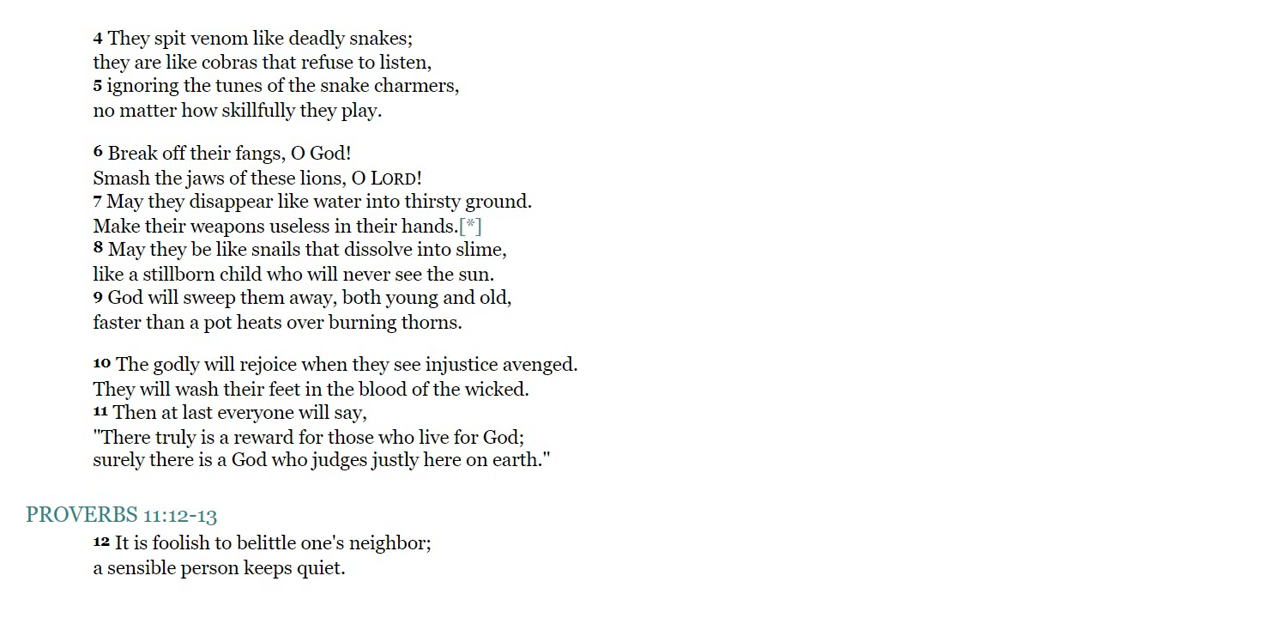 4 They spit venom like deadly snakes;
they are like cobras that refuse to listen,
5 ignoring the tunes of the snake charmers,
no matter how skillfully they play.
6 Break off their fangs, O God!
Smash the jaws of these lions, O LORD!
7 May they disappear like water into thirsty ground.
Make their weapons useless in their hands.[*]
8 May they be like snails that dissolve into slime,
like a stillborn child who will never see the sun.
9 God will sweep them away, both young and old,
faster than a pot heats over burning thorns.
10 The godly will rejoice when they see injustice avenged.
They will wash their feet in the blood of the wicked.
11 Then at last everyone will say,
"There truly is a reward for those who live for God;
surely there is a God who judges justly here on earth."
PROVERBS 11:12-13
12 It is foolish to belittle one's neighbor;
a sensible person keeps quiet.